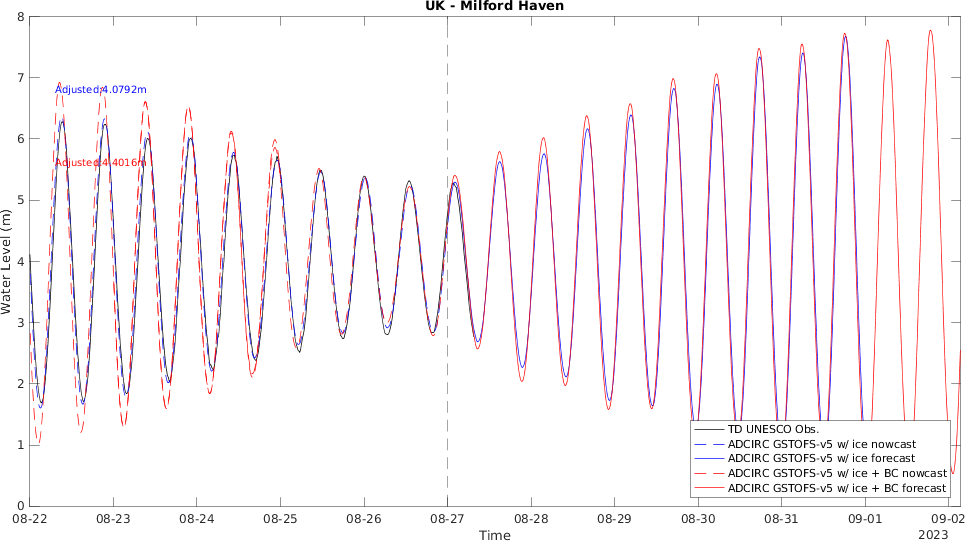 UK - Milford Haven
8
7
6
5
4
3
2
1
0
Water Level (m)
Adjusted:4.0792m
Adjusted:4.4016m
TD UNESCO Obs.
ADCIRC GSTOFS-v5 w/ ice nowcast
ADCIRC GSTOFS-v5 w/ ice forecast
ADCIRC GSTOFS-v5 w/ ice + BC nowcast
ADCIRC GSTOFS-v5 w/ ice + BC forecast
08-22 08-23 08-24 08-25 08-26 08-27 08-28 08-29 08-30 08-31 09-01 09-02
Time
2023